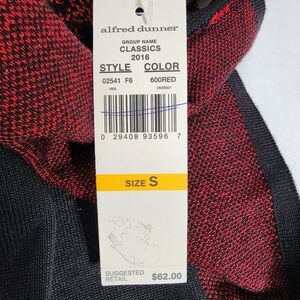 alfred dunner
GROUP NAME
CLASSICS
2016
STYLE COLOR
02541 F6 600RED
1605
0 29408 93596 7
SIZE S
SUGGESTED
RETAIL $62.00